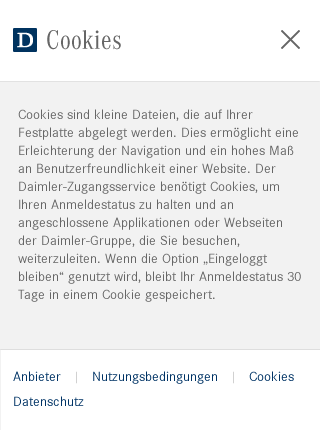 D Cookies
Cookies sind kleine Dateien, die auf Ihrer
Festplatte abgelegt werden. Dies ermöglicht eine
Erleichterung der Navigation und ein hohes Maß
an Benutzerfreundlichkeit einer Website. Der
Daimler-Zugangsservice benötigt Cookies, um
Ihren Anmeldestatus zu halten und an
angeschlossene Applikationen oder Webseiten
der Daimler-Gruppe, die Sie besuchen,
weiterzuleiten. Wenn die Option „Eingeloggt
bleiben“ genutzt wird, bleibt Ihr Anmeldestatus 30
Tage in einem Cookie gespeichert.
Anbieter | Nutzungsbedingungen | Cookies
Datenschutz